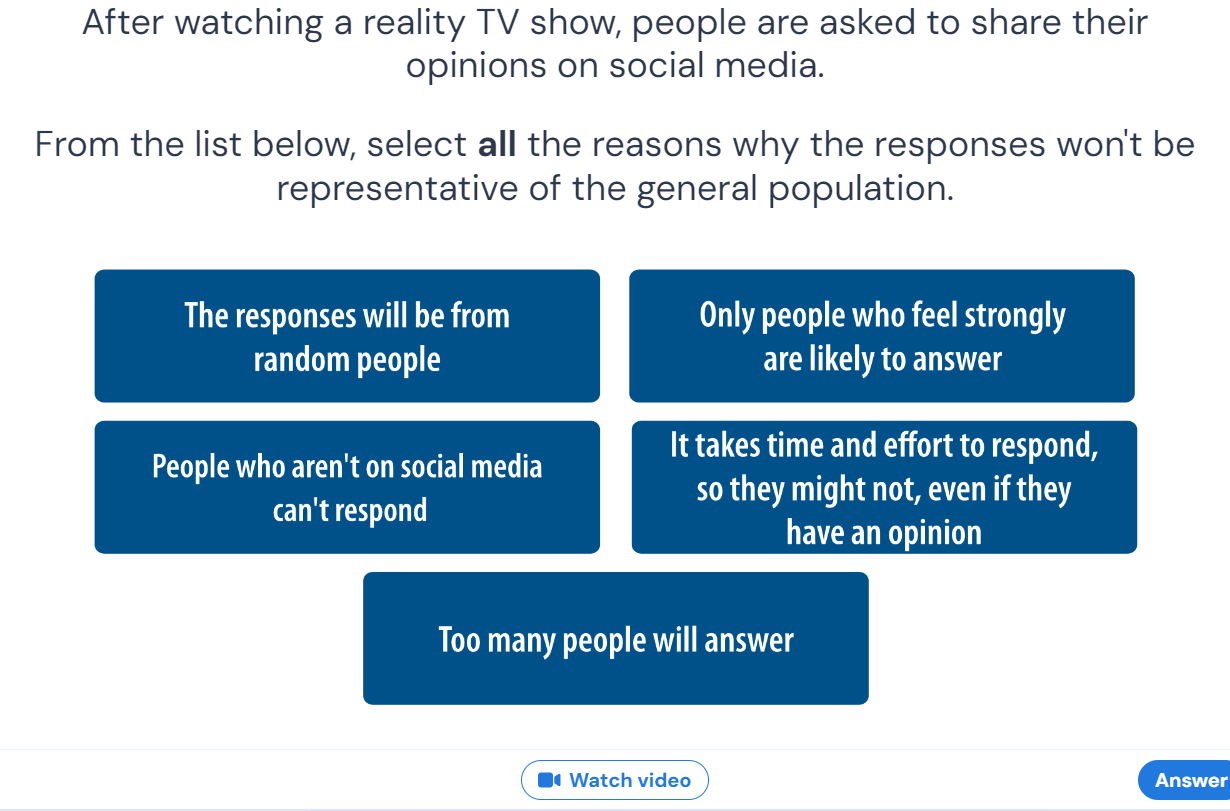 After watching a reality TV show, people are asked to share their
opinions on social media.
From the list below, select all the reasons why the responses won't be
representative of the general population.
The responses will be from
random people
Only people who feel strongly
are likely to answer
People who aren't on social media
can't respond
It takes time and effort to respond,
so they might not, even if they
have an opinion
Too many people will answer
Watch video
Answer